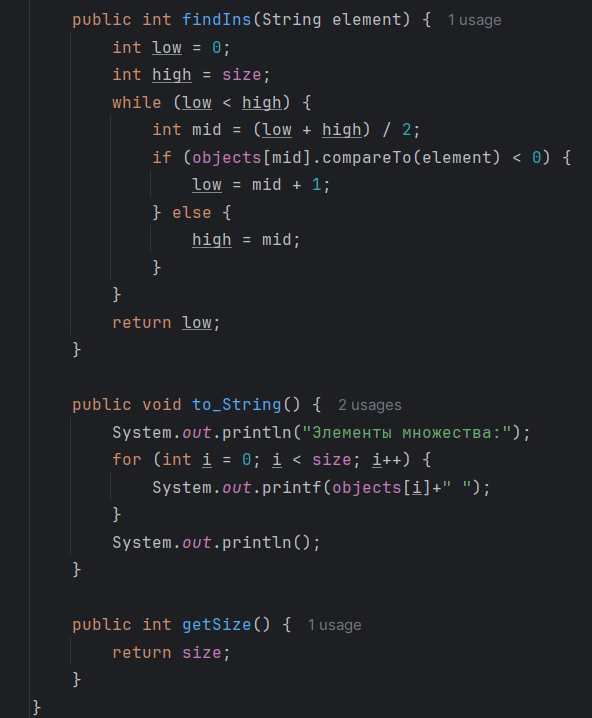 public int findIns(String element) { 1 usage
int low = 0;
int high = size;
while (low < high) {
int mid = (low + high) / 2;
if (objects[mid].compareTo(element) < 0) {
low = mid + 1;
} else {
high = mid;
}
}
return low;
}
public void to_String() { 2 usages
System.out.println("Элементы множества:");
for (int i = 0; i < size; i++) {
System.out.printf(objects[i]+" ");
}
System.out.println();
}
public int getSize() { 1 usage
return size;
}
}